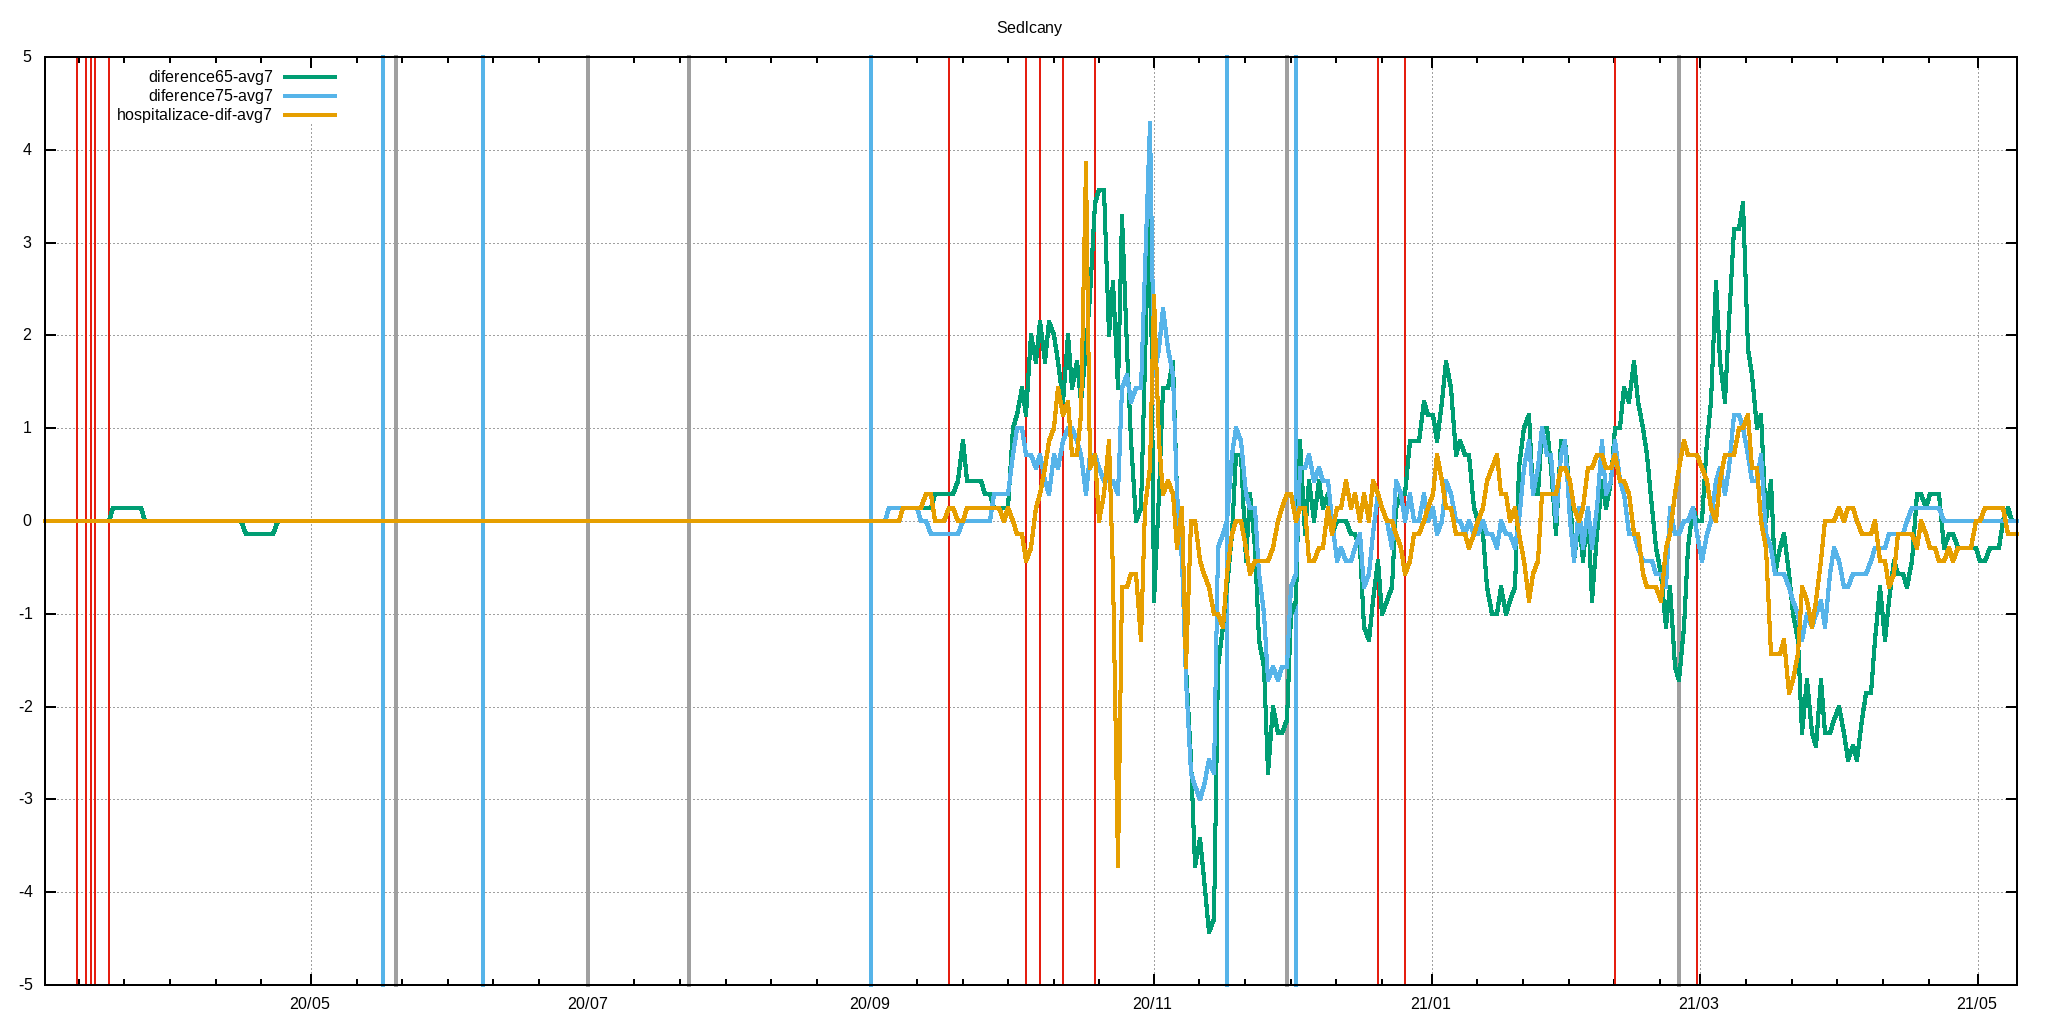 Sedlcany
diference65-avg7
diference75-avg7
hospitalizace-dif-avg7
5
4
3
2
1
0
-1
-2
-3
-4
-5
20/05 20/07 20/09 20/11 21/01 21/03 21/05